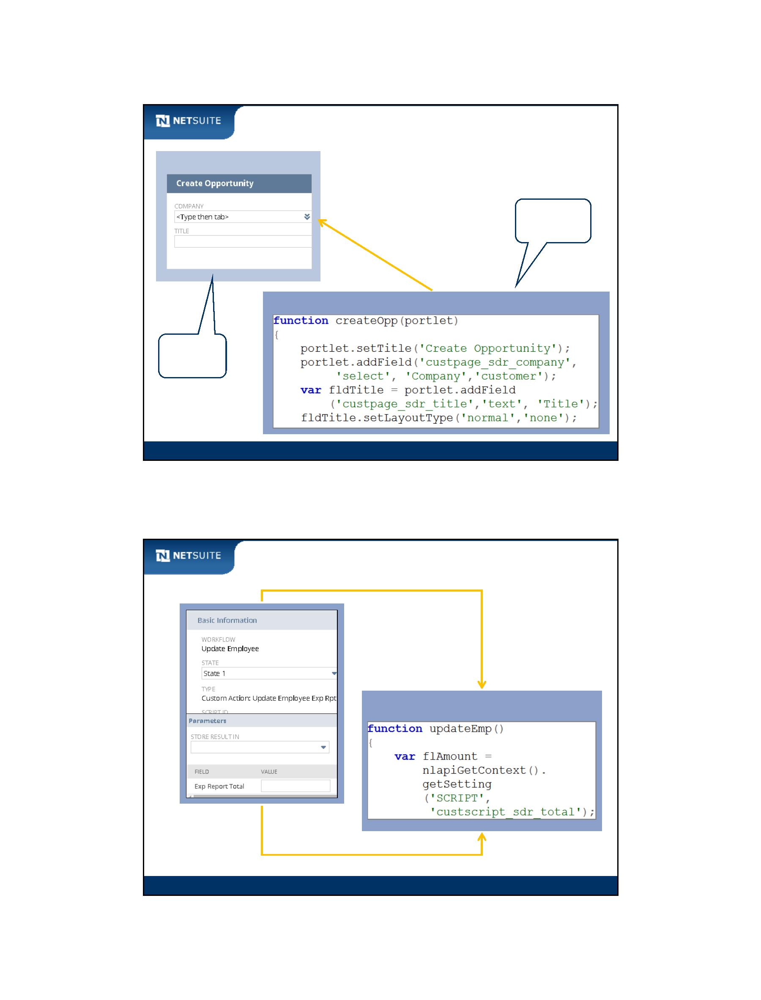 NETSUITE
Create Opportunity
COMPANY
<Type then tab>
TITLE
function createOpp(portlet)
{
portlet.setTitle('Create Opportunity');
portlet.addField('custpage_sdr_company',
'select', 'Company','customer');
var fldTitle = portlet.addField
('custpage_sdr_title','text', 'Title');
fldTitle.setLayoutType('normal','none');
NETSUITE
Basic Information
WORKFLOW
Update Employee
STATE
State 1
TYPE
Custom Action: Update Employee Exp Rpt
SCRIPT ID
Parameters
STORE RESULT IN
FIELD VALUE
Exp Report Total
function updateEmp()
{
var flAmount =
nlapiGetContext().
getSetting
('SCRIPT',
'custscript_sdr_total');